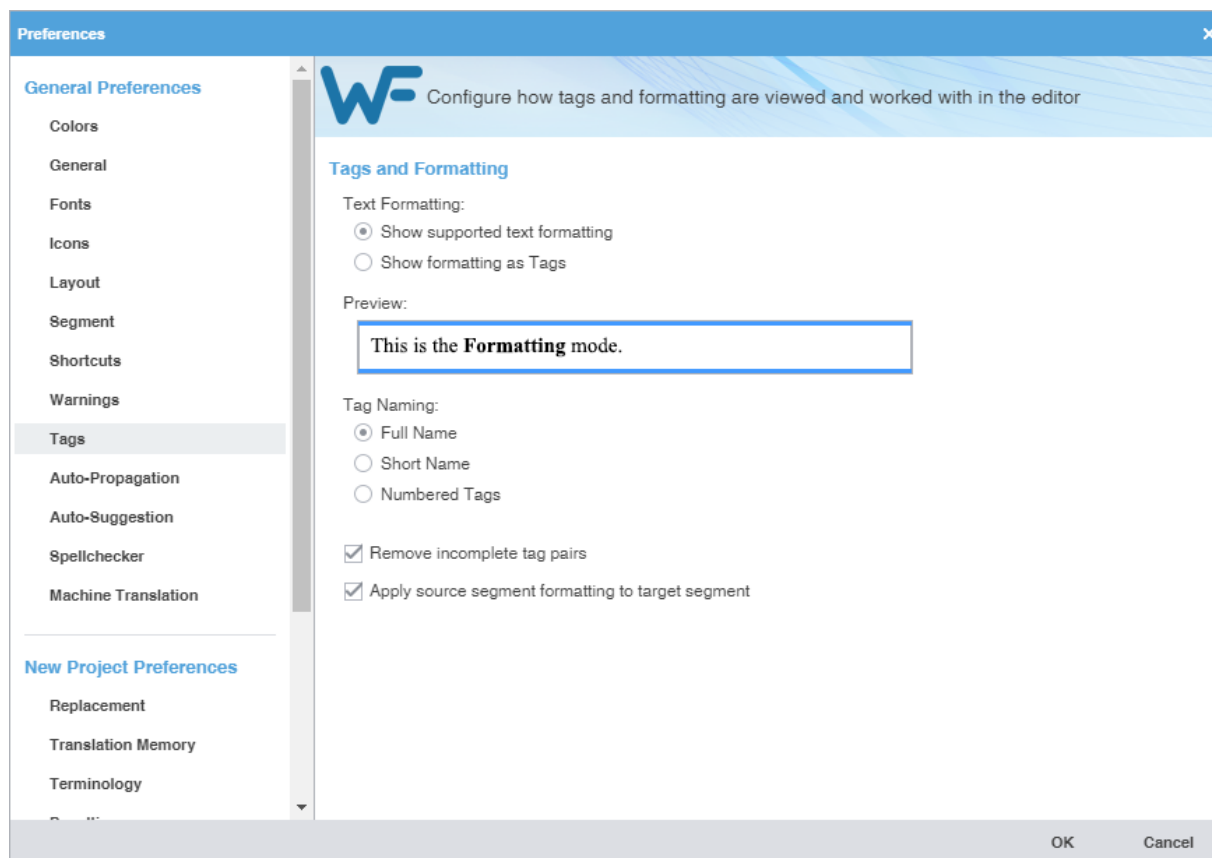 Preferences
General Preferences
Colors
General
Fonts
Icons
Layout
Segment
Shortcuts
Warnings
Tags
Auto-Propagation
Auto-Suggestion
Spellchecker
Machine Translation
New Project Preferences
Replacement
Translation Memory
Terminology
WF
Configure how tags and formatting are viewed and worked with in the editor
Tags and Formatting
Text Formatting:
Show supported text formatting
Show formatting as Tags
Preview:
This is the Formatting mode.
Tag Naming:
Full Name
Short Name
Numbered Tags
Remove incomplete tag pairs
Apply source segment formatting to target segment
OK
Cancel